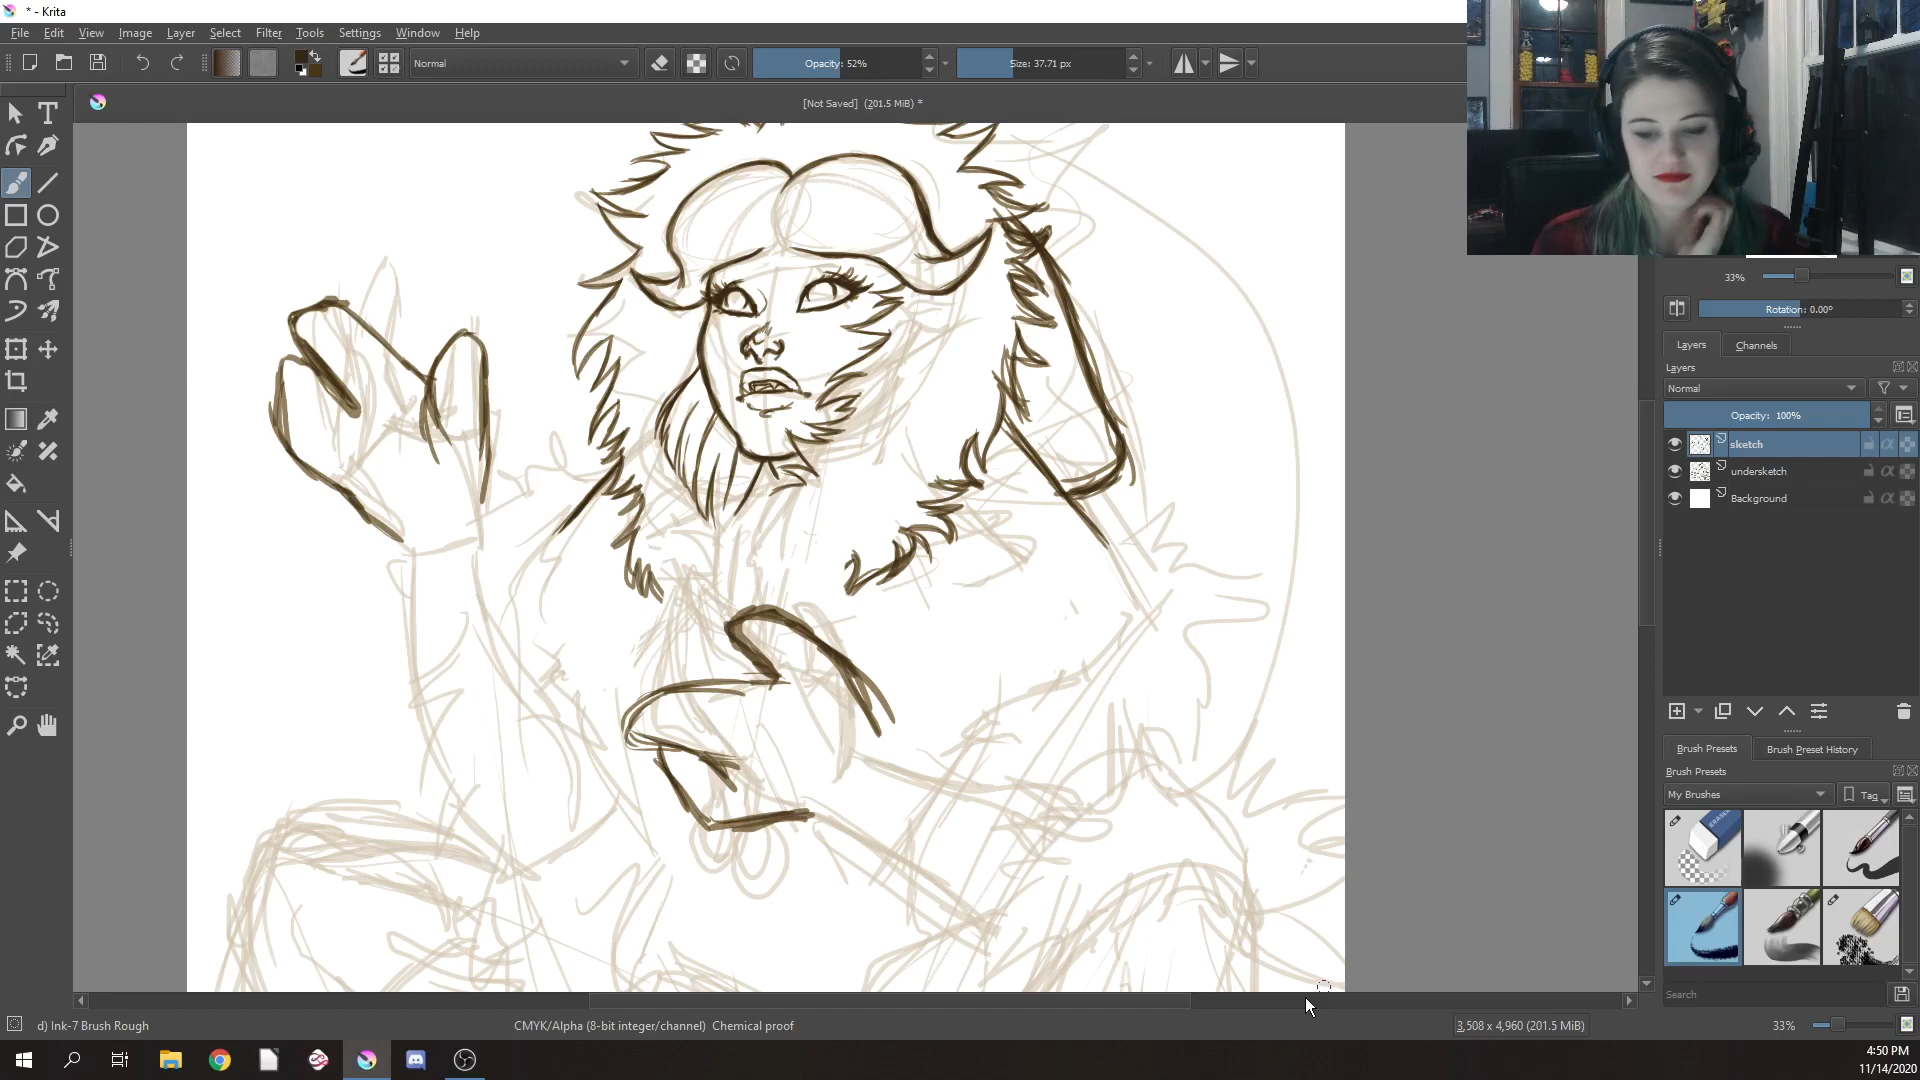 * - Krita
File Edit View Image Layer Select Filter Tools Settings Window Help
Normal Opacity: 52% Size: 37.71 px
[Not Saved] (201.5 MiB) *
33%
Rotation: 0.00°
Layers Channels
Layers
Normal
Opacity: 100%
sketch
undersketch
Background
Brush Presets Brush Preset History
Brush Presets
My Brushes Tag
ERASER
Search
d) Ink-7 Brush Rough CMYK/Alpha (8-bit integer/channel) Chemical proof 3,508 x 4,960 (201.5 MiB) 33%
4:50 PM
11/14/2020